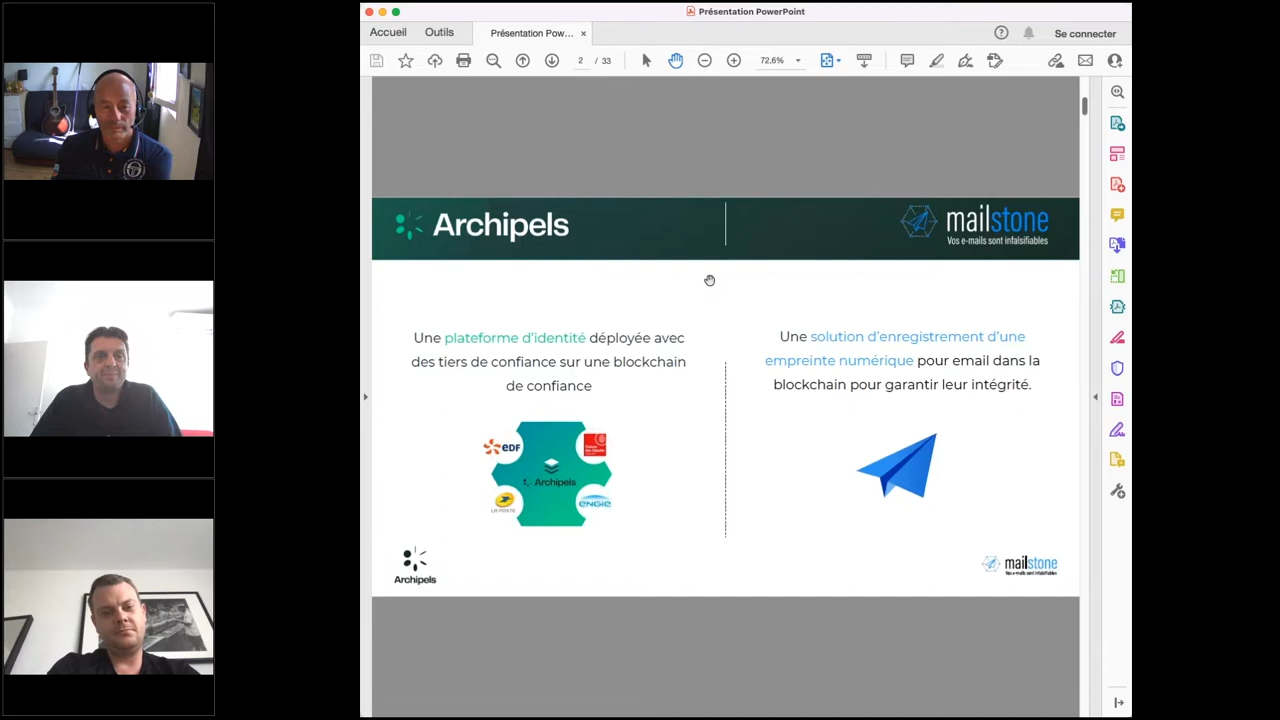 Présentation PowerPoint
Accueil
Outils
Présentation Pow...
Se connecter
2 / 33
72,6%
Archipels
mailstone
Vos e-mails sont infalsifiables
Une plateforme d'identité déployée avec
des tiers de confiance sur une blockchain
de confiance
Une solution d'enregistrement d'une
empreinte numérique pour email dans la
blockchain pour garantir leur intégrité.
eDF
Archipels
LA POSTE
ENGIE
Archipels
mailstone
Vos e-mails sont infalsifiables